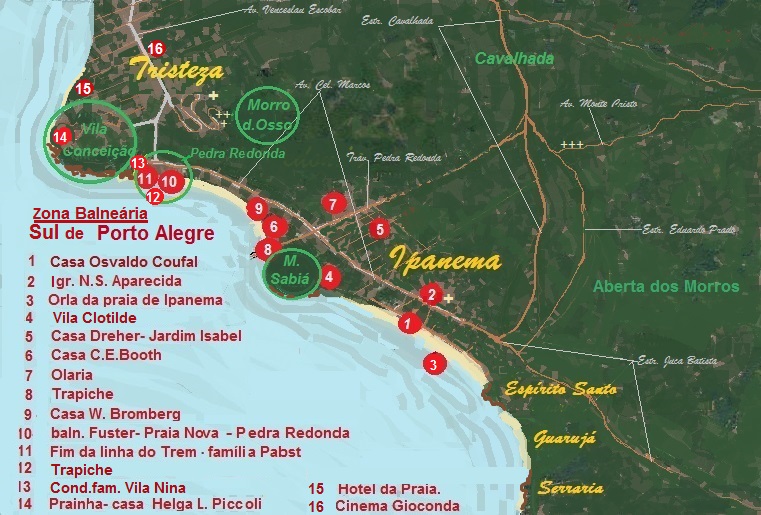 Av. Venceslau Escobar
Estr. Cavalhada
16
Tristeza
Cavalhada
15
Av. Cel. Marcos
Morro
d.Osso
Av. Monte Cristo
Vila
Conceição
14
13
Pedra Redonda
Trav. Pedra Redonda
11
10
12
9
7
6
5
Estr. Eduardo Prado
8
Ipanema
M.
Sabiá
4
2
Aberta dos Morros
1
3
Estr. Juca Batista
Espírito Santo
Guarujá
Serraria
Zona Balneária
Sul de Porto Alegre
1 Casa Osvaldo Coufal
2 Igr. N.S. Aparecida
3 Orla da praia de Ipanema
4 Vila Clotilde
5 Casa Dreher- Jardim Isabel
6 Casa C.E.Booth
7 Olaria
8 Trapiche
9 Casa W. Bromberg
10 baln. Fuster- Praia Nova - Pedra Redonda
11 Fim da linha do Trem - família Pabst
12 Trapiche
13 Cond.fam. Vila Nina
14 Prainha- casa Helga L. Piccoli
15 Hotel da Praia.
16 Cinema Gioconda